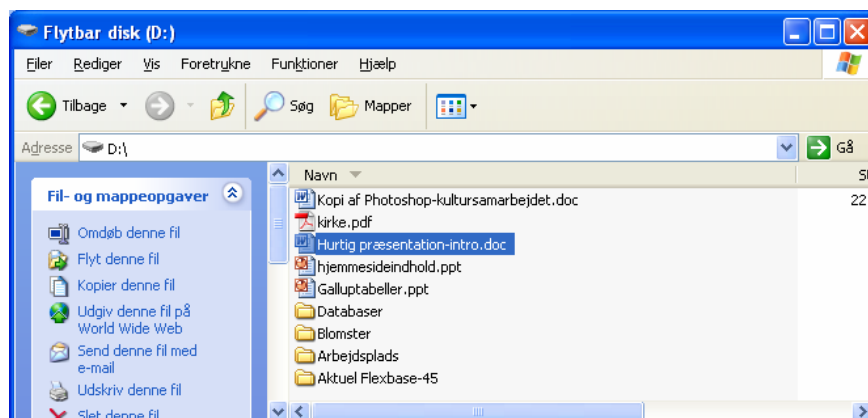 Flytbar disk (D:)
Filer Rediger Vis Foretrukne Funktioner Hjælp
Tilbage Søg Mapper
Adresse D:\ Gå
Fil- og mappeopgaver
Omdøb denne fil
Flyt denne fil
Kopier denne fil
Udgiv denne fil på
World Wide Web
Send denne fil med
e-mail
Udskriv denne fil
Slet denne fil
Navn
Kopi af Photoshop-kultursamarbejdet.doc 22
kirke.pdf
Hurtig præsentation-intro.doc
hjemmesideindhold.ppt
Galluptabeller.ppt
Databaser
Blomster
Arbejdsplads
Aktuel Flexbase-45